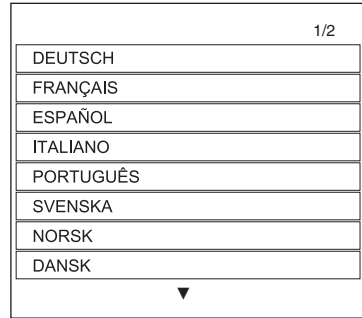 1/2
DEUTSCH
FRANÇAIS
ESPAÑOL
ITALIANO
PORTUGUÊS
SVENSKA
NORSK
DANSK
▼